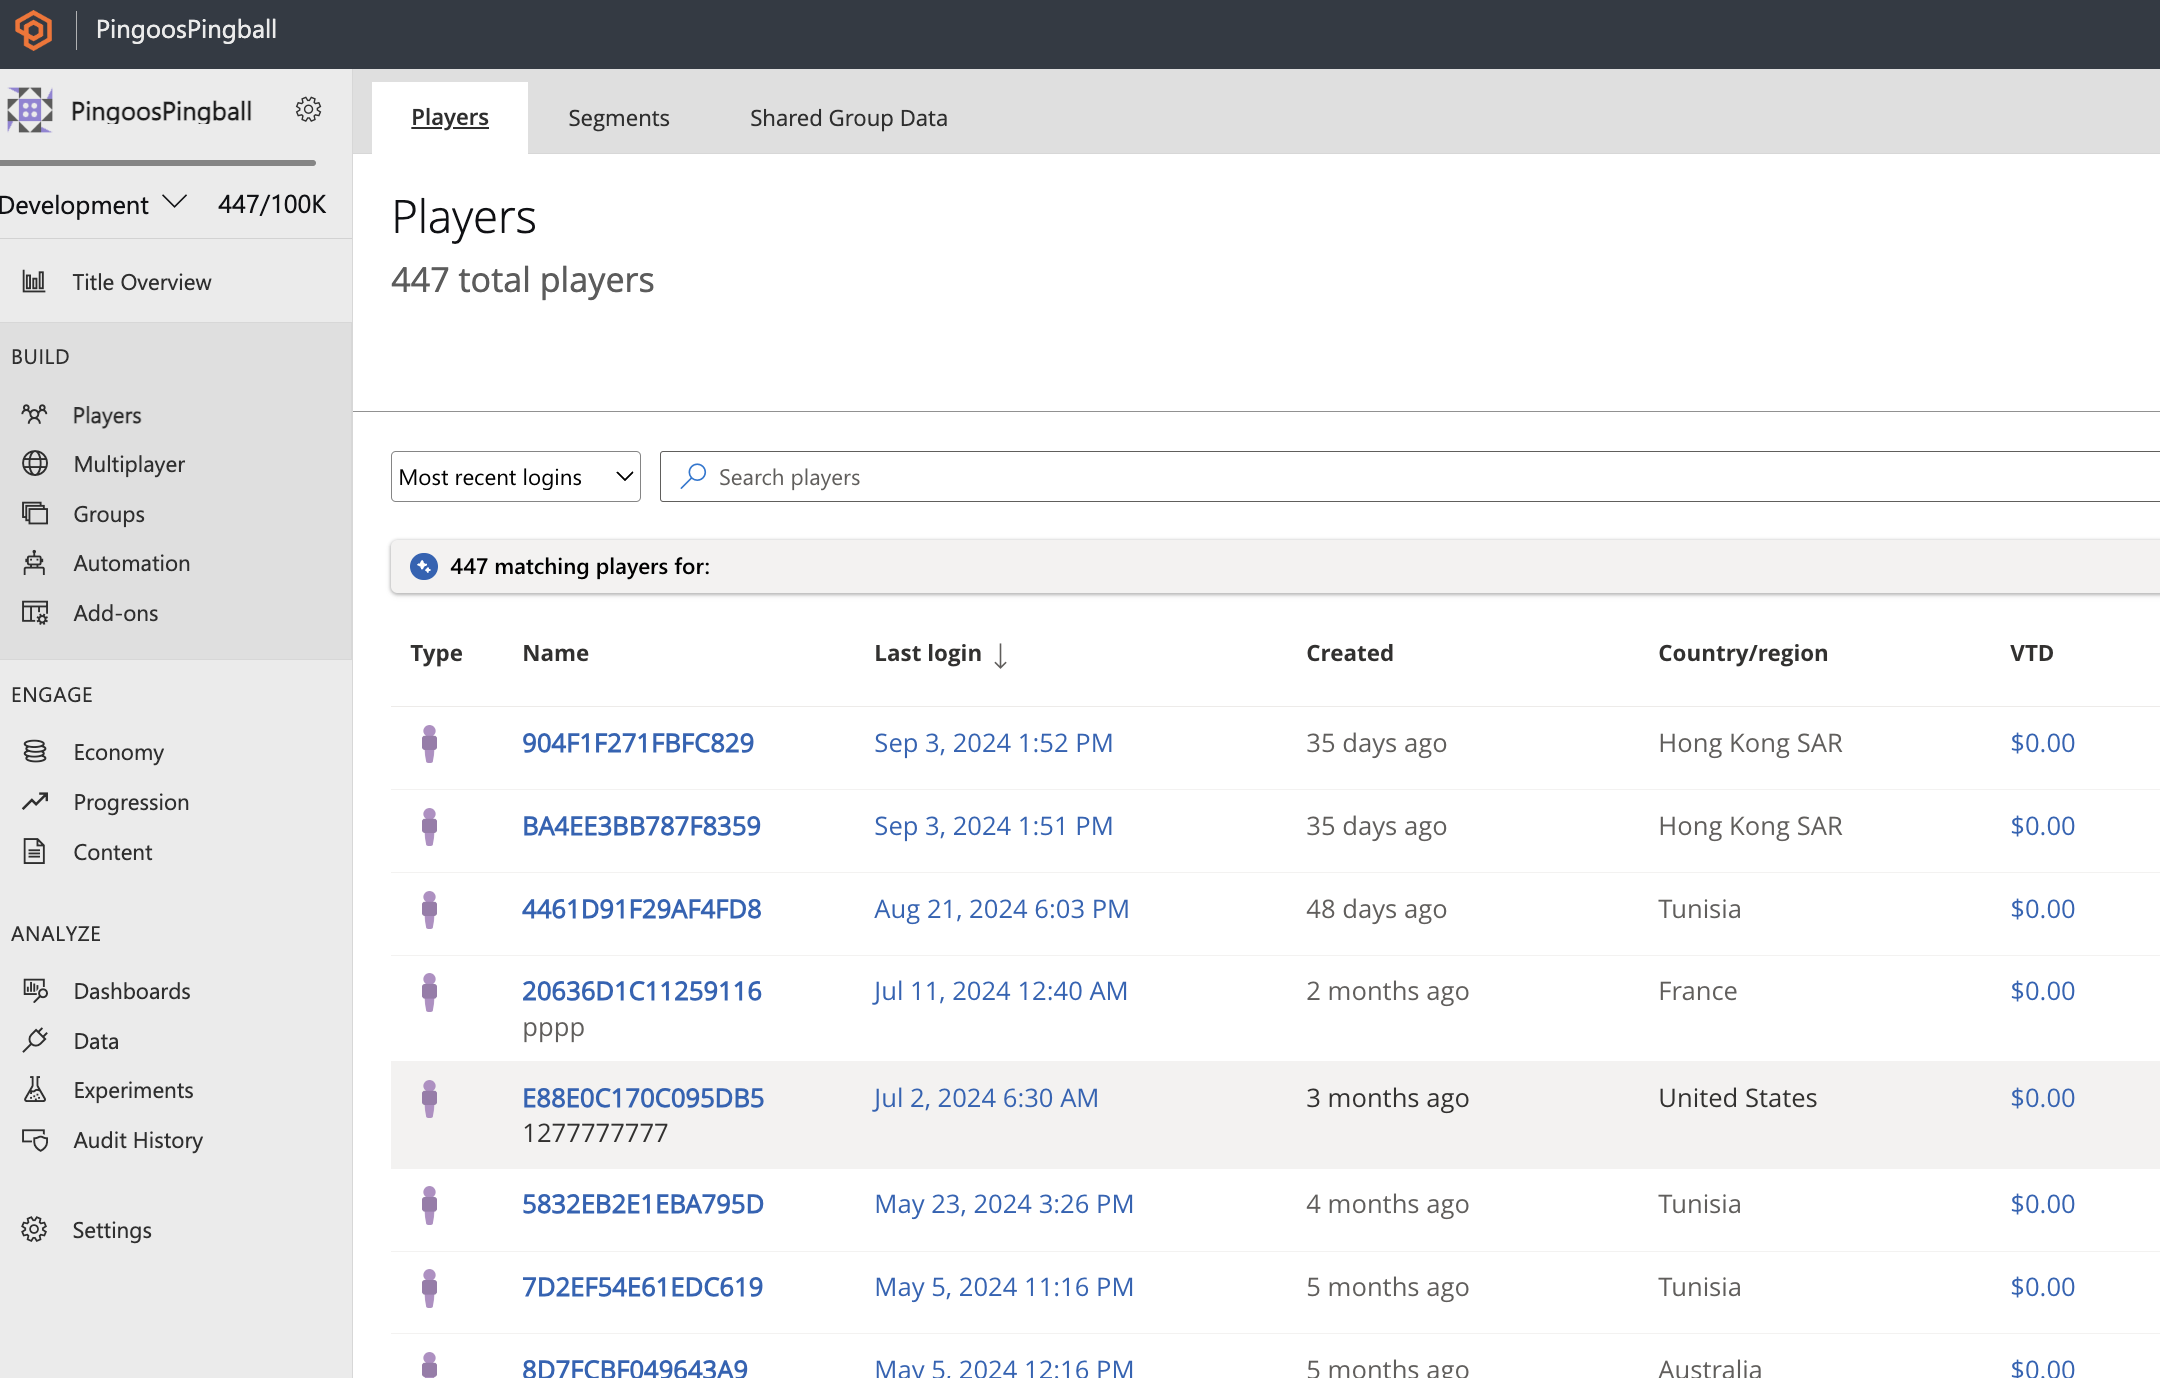 PingoosPingball
PingoosPingball
Development 447/100K
Title Overview
BUILD
Players
Multiplayer
Groups
Automation
Add-ons
ENGAGE
Economy
Progression
Content
ANALYZE
Dashboards
Data
Experiments
Audit History
Settings
Players Segments Shared Group Data
Players
447 total players
Most recent logins Search players
447 matching players for:
Type Name Last login Created Country/region VTD
904F1F271FBFC829 Sep 3, 2024 1:52 PM 35 days ago Hong Kong SAR $0.00
BA4EE3BB787F8359 Sep 3, 2024 1:51 PM 35 days ago Hong Kong SAR $0.00
4461D91F29AF4FD8 Aug 21, 2024 6:03 PM 48 days ago Tunisia $0.00
20636D1C11259116 Jul 11, 2024 12:40 AM 2 months ago France $0.00
pppp
E88E0C170C095DB5 Jul 2, 2024 6:30 AM 3 months ago United States $0.00
1277777777
5832EB2E1EBA795D May 23, 2024 3:26 PM 4 months ago Tunisia $0.00
7D2EF54E61EDC619 May 5, 2024 11:16 PM 5 months ago Tunisia $0.00
8D7FCBF049643A9 May 5, 2024 12:16 PM 5 months ago Australia $0.00